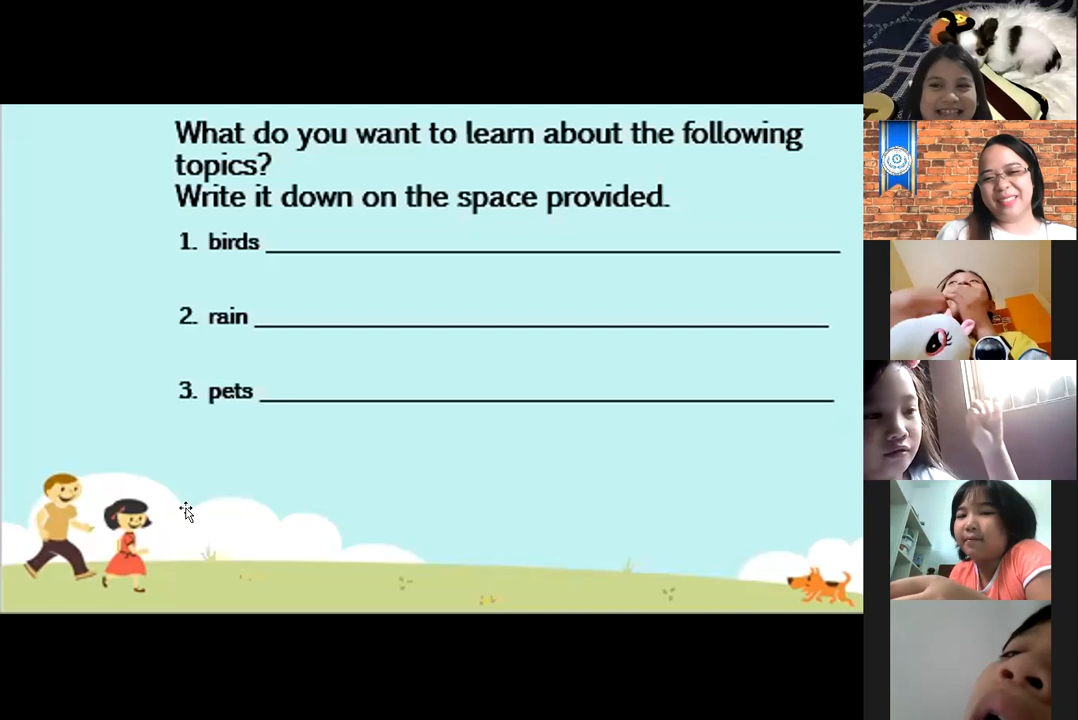 What do you want to learn about the following
topics?
Write it down on the space provided.
1. birds
2. rain
3. pets